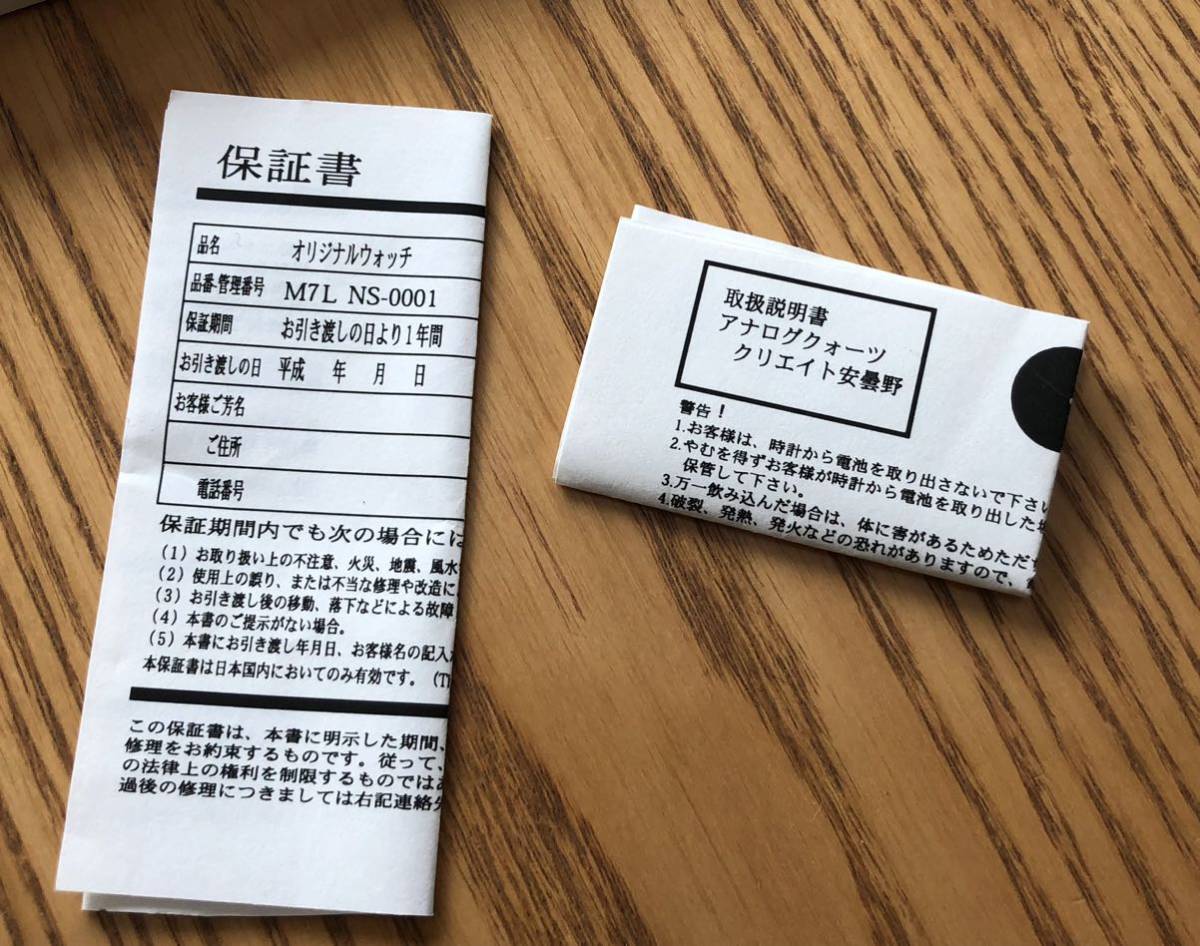 保証書
品名 オリジナルウォッチ
品番・管理番号 M7L NS-0001
保証期間 お引き渡しの日より1年間
お引き渡しの日 平成 年 月 日
お客様ご芳名
ご住所
電話番号
保証期間内でも次の場合には
(1) お取り扱い上の不注意、火災、地震、風水
(2) 使用上の誤り、または不当な修理や改造に
(3) お引き渡し後の移動、落下などによる故障
(4) 本書のご提示がない場合。
(5) 本書にお引き渡し年月日、お客様名の記入
本保証書は日本国内においてのみ有効です。 (T
この保証書は、本書に明示した期間、
修理をお約束するものです。従って、
の法律上の権利を制限するものではあ
過後の修理につきましては右記連絡先
取扱説明書
アナログクォーツ
クリエイト安曇野
警告！
1.お客様は、時計から電池を取り出さないで下さい
2.やむを得ずお客様が時計から電池を取り出した場
保管して下さい。
3.万一飲み込んだ場合は、体に害があるためただ
4.破裂、発熱、発火などの恐れがありますので、